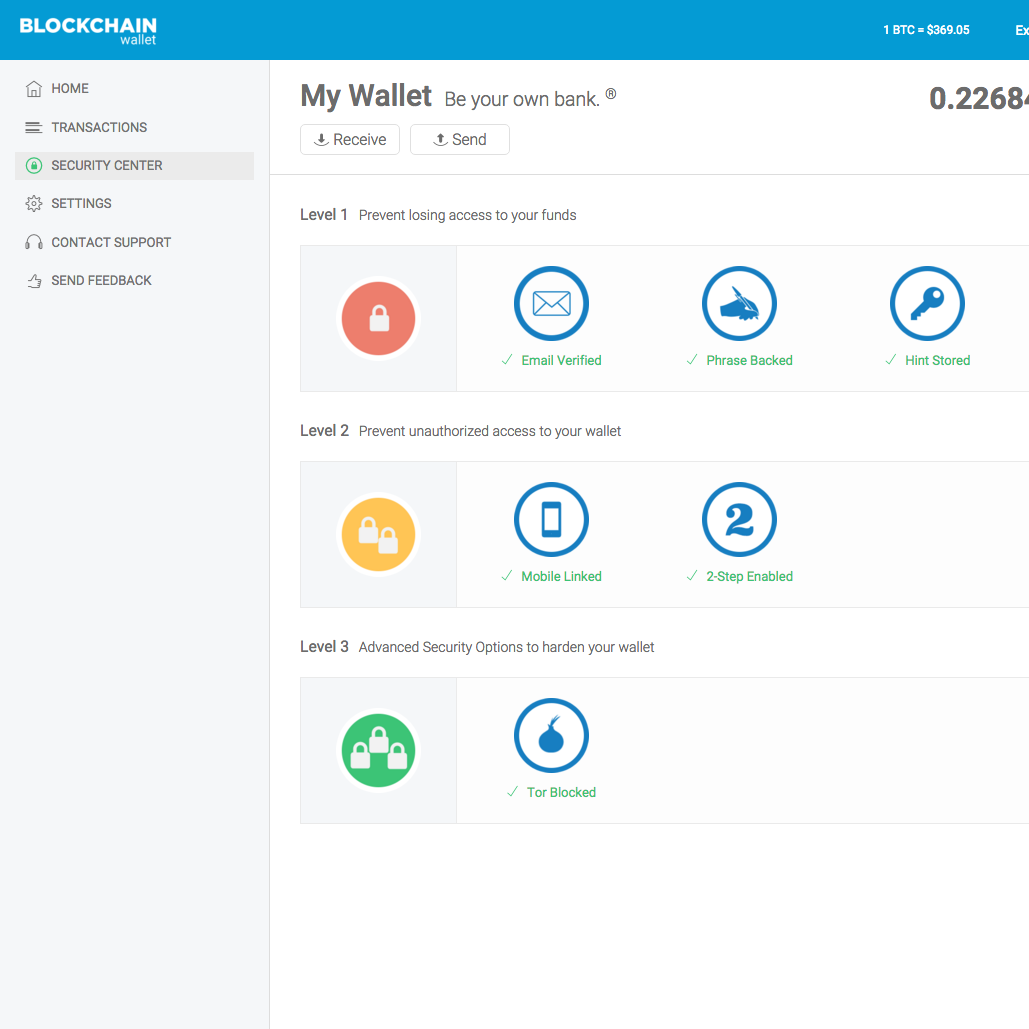 BLOCKCHAIN
wallet
1 BTC = $369.05
Ex
HOME
TRANSACTIONS
SECURITY CENTER
SETTINGS
CONTACT SUPPORT
SEND FEEDBACK
My Wallet Be your own bank. ®
0.22684
Receive Send
Level 1 Prevent losing access to your funds
Email Verified Phrase Backed Hint Stored
Level 2 Prevent unauthorized access to your wallet
2
Mobile Linked 2-Step Enabled
Level 3 Advanced Security Options to harden your wallet
Tor Blocked